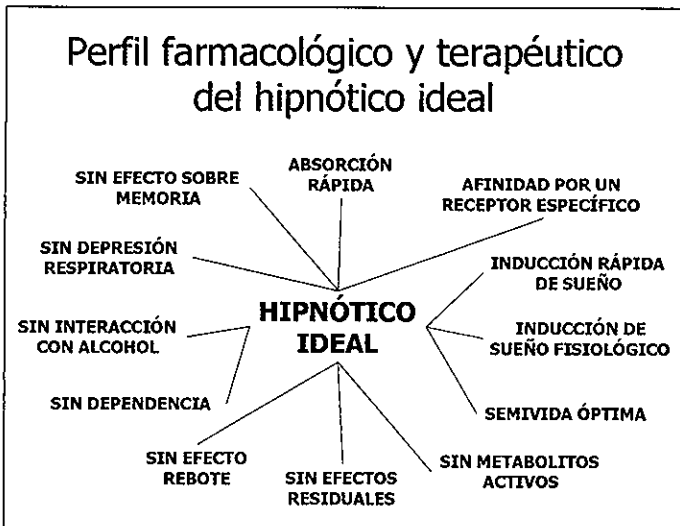 Perfil farmacológico y terapéutico
del hipnótico ideal
SIN EFECTO SOBRE
MEMORIA
ABSORCIÓN
RÁPIDA
AFINIDAD POR UN
RECEPTOR ESPECÍFICO
SIN DEPRESIÓN
RESPIRATORIA
INDUCCIÓN RÁPIDA
DE SUEÑO
HIPNÓTICO
IDEAL
SIN INTERACCIÓN
CON ALCOHOL
INDUCCIÓN DE
SUEÑO FISIOLÓGICO
SIN DEPENDENCIA
SEMIVIDA ÓPTIMA
SIN EFECTO
REBOTE
SIN EFECTOS
RESIDUALES
SIN METABOLITOS
ACTIVOS